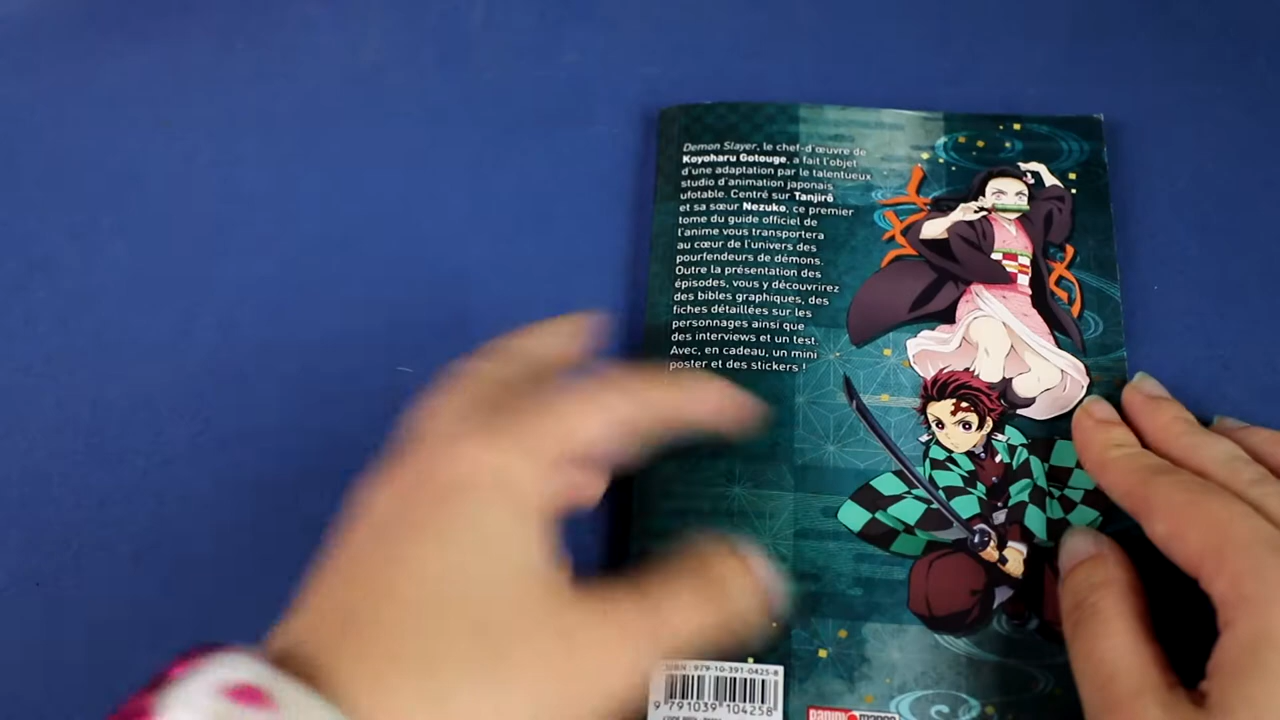 Demon Slayer, le chef-d'œuvre de
Koyoharu Gotouge, a fait l'objet
d'une adaptation par le talentueux
studio d'animation japonais
ufotable. Centré sur Tanjirô
et sa sœur Nezuko, ce premier
tome du guide officiel de
l'anime vous transportera
au cœur de l'univers des
pourfendeurs de démons.
Outre la présentation des
épisodes, vous y découvrirez
des bibles graphiques, des
fiches détaillées sur les
personnages ainsi que
des interviews et un test.
Avec, en cadeau, un mini
poster et des stickers !
ISBN : 979-10-391-0425-8
9 791039 104258
panini manga